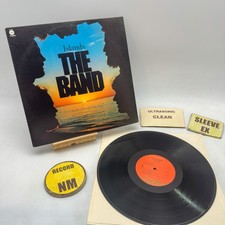 Islands
THE
BAND
ULTRASONIC
CLEAN
SLEEVE
EX
RECORD
NM